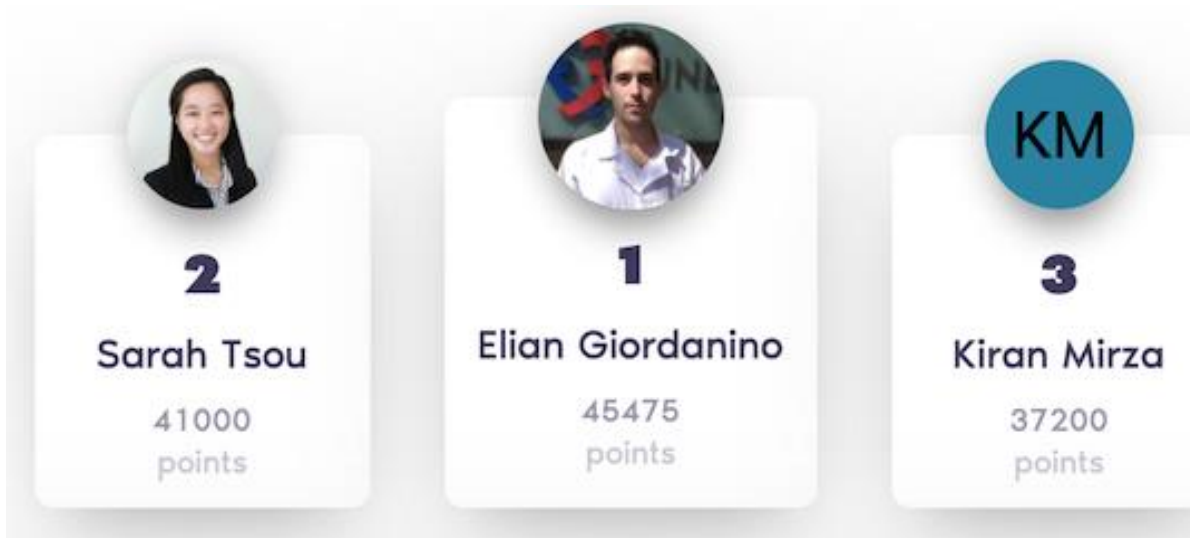 2
Sarah Tsou
41000
points
1
Elian Giordanino
45475
points
KM
3
Kiran Mirza
37200
points